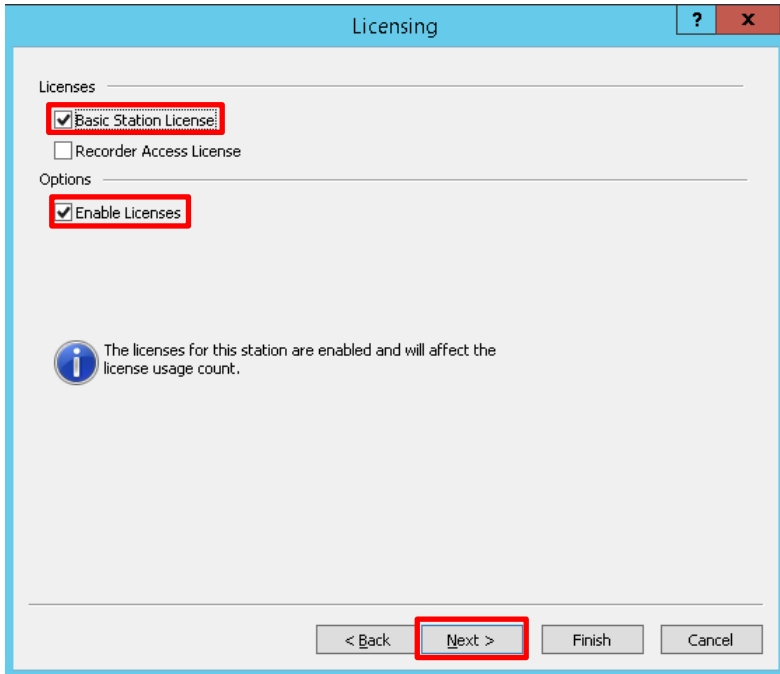 Licensing
? x
Licenses
Basic Station License
Recorder Access License
Options
Enable Licenses
The licenses for this station are enabled and will affect the
license usage count.
< Back Next > Finish Cancel